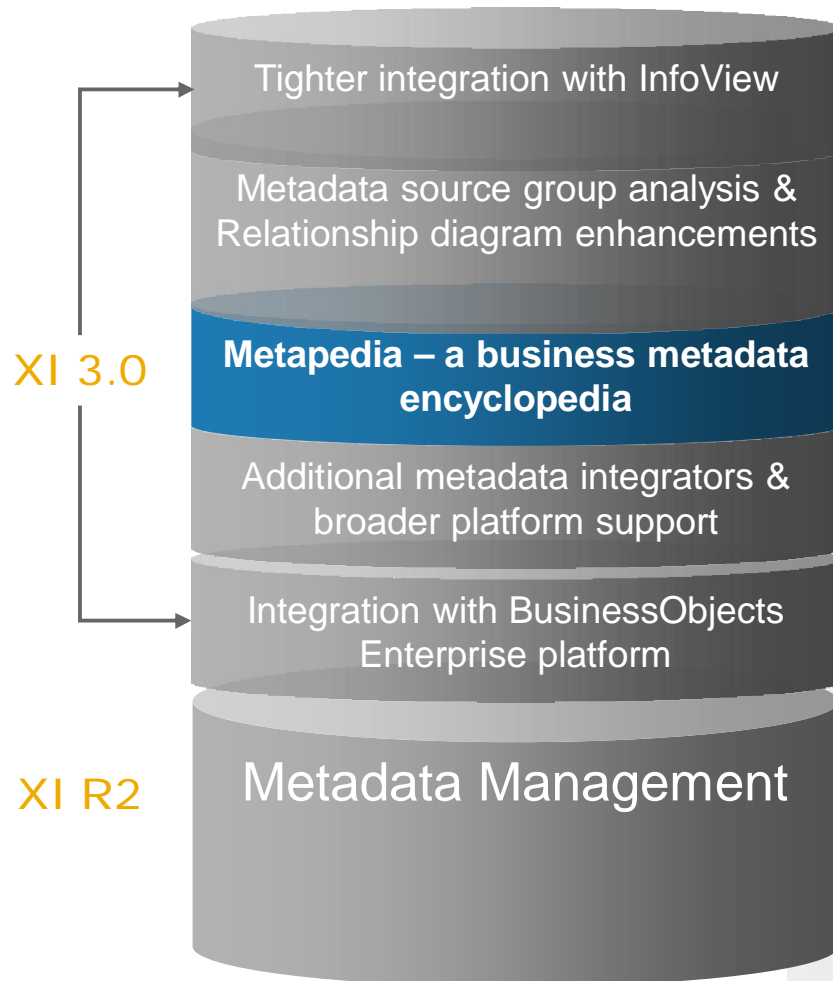 Tighter integration with InfoView
Metadata source group analysis &
Relationship diagram enhancements
XI 3.0
Metapedia – a business metadata
encyclopedia
Additional metadata integrators &
broader platform support
Integration with BusinessObjects
Enterprise platform
XI R2
Metadata Management